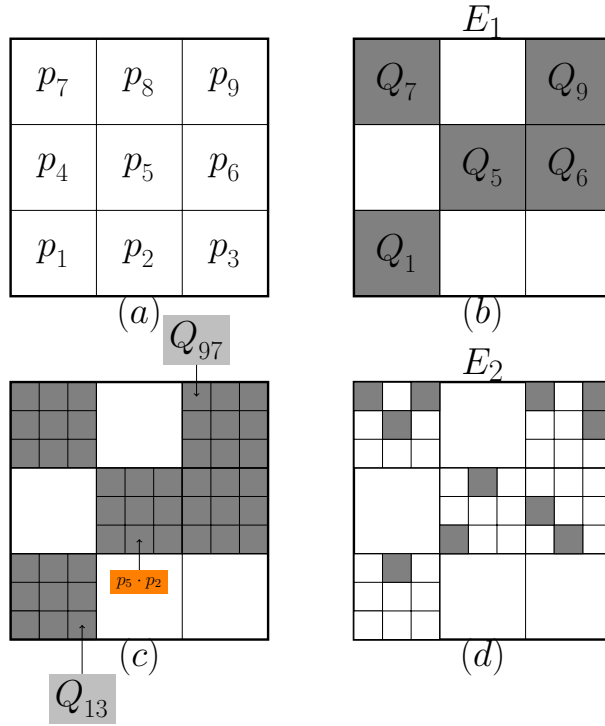 E₁
p₇ p₈ p₉
p₄ p₅ p₆
p₁ p₂ p₃
(a)
Q₇ Q₉
Q₅ Q₆
Q₁
(b)
Q₉₇
p₅ · p₂
Q₁₃
(c)
E₂
(d)